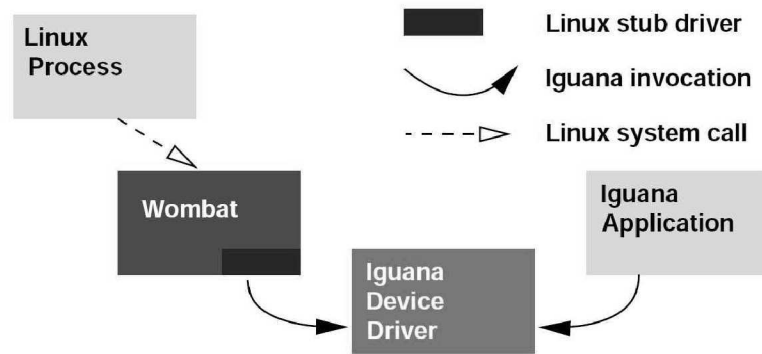 Linux
Process
Linux stub driver
Iguana invocation
Linux system call
Wombat
Iguana
Application
Iguana
Device
Driver